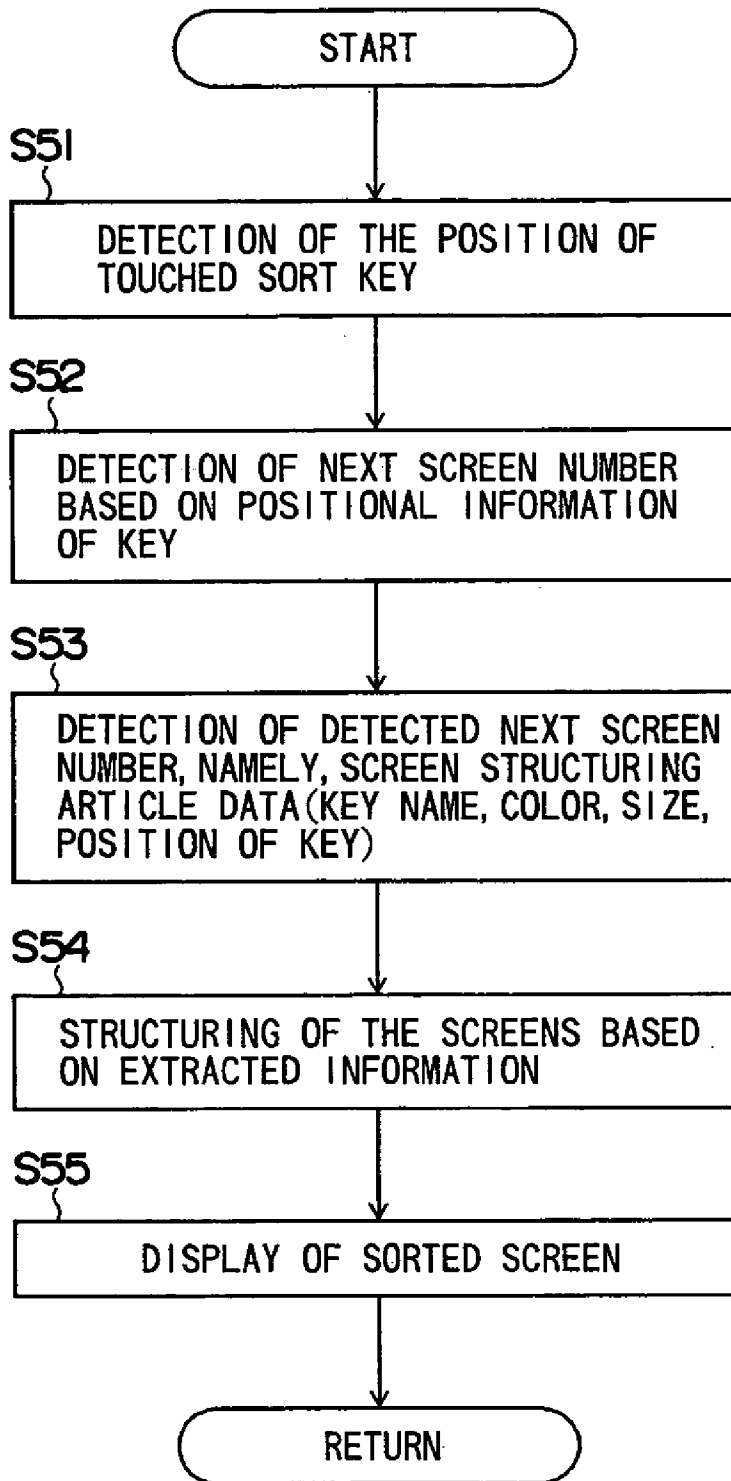 START
S51
DETECTION OF THE POSITION OF
TOUCHED SORT KEY
S52
DETECTION OF NEXT SCREEN NUMBER
BASED ON POSITIONAL INFORMATION
OF KEY
S53
DETECTION OF DETECTED NEXT SCREEN
NUMBER, NAMELY, SCREEN STRUCTURING
ARTICLE DATA(KEY NAME, COLOR, SIZE,
POSITION OF KEY)
S54
STRUCTURING OF THE SCREENS BASED
ON EXTRACTED INFORMATION
S55
DISPLAY OF SORTED SCREEN
RETURN